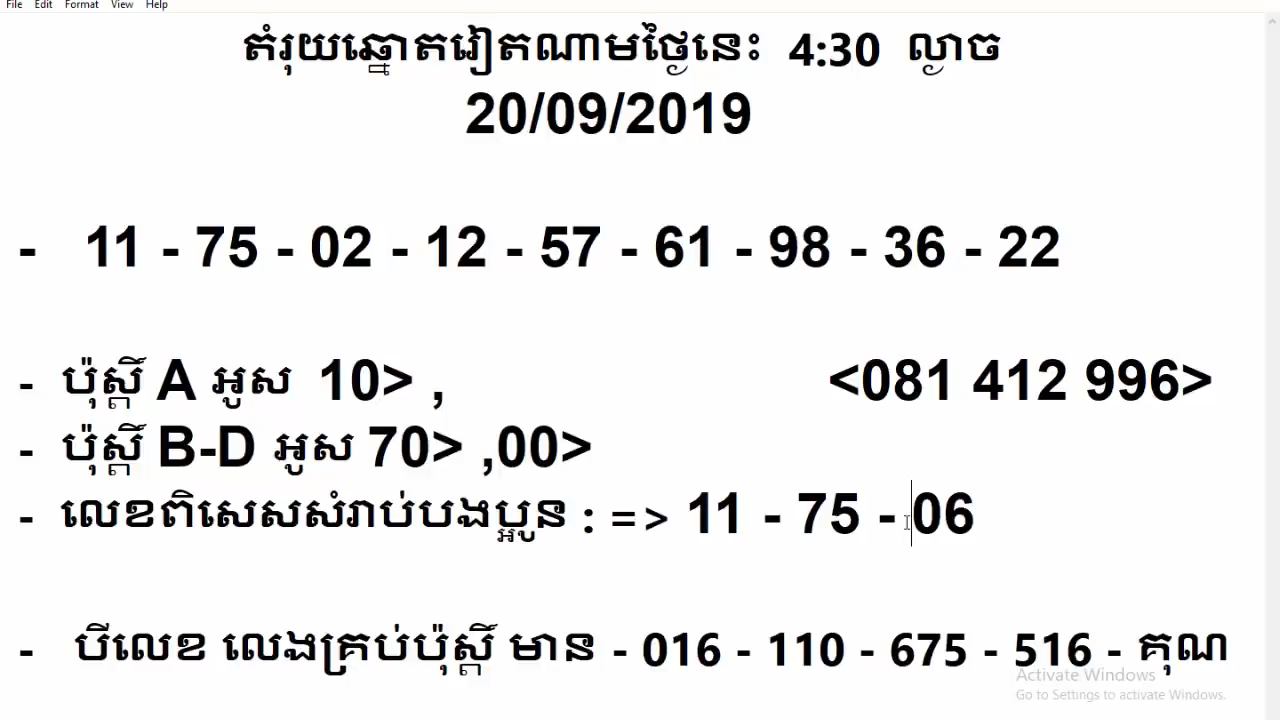 File Edit Format View Help
តំរុយឆ្នោតវៀតណាមថ្ងៃនេះ 4:30 ល្ងាច
20/09/2019
- 11 - 75 - 02 - 12 - 57 - 61 - 98 - 36 - 22
- ប៉ុស្តិ៍ A អូស 10> , <081 412 996>
- ប៉ុស្តិ៍ B-D អូស 70> ,00>
- លេខពិសេសសំរាប់បងប្អូន : => 11 - 75 - 06
- បីលេខ លេងគ្រប់ប៉ុស្តិ៍ មាន - 016 - 110 - 675 - 516 - គុណ
Activate Windows
Go to Settings to activate Windows.